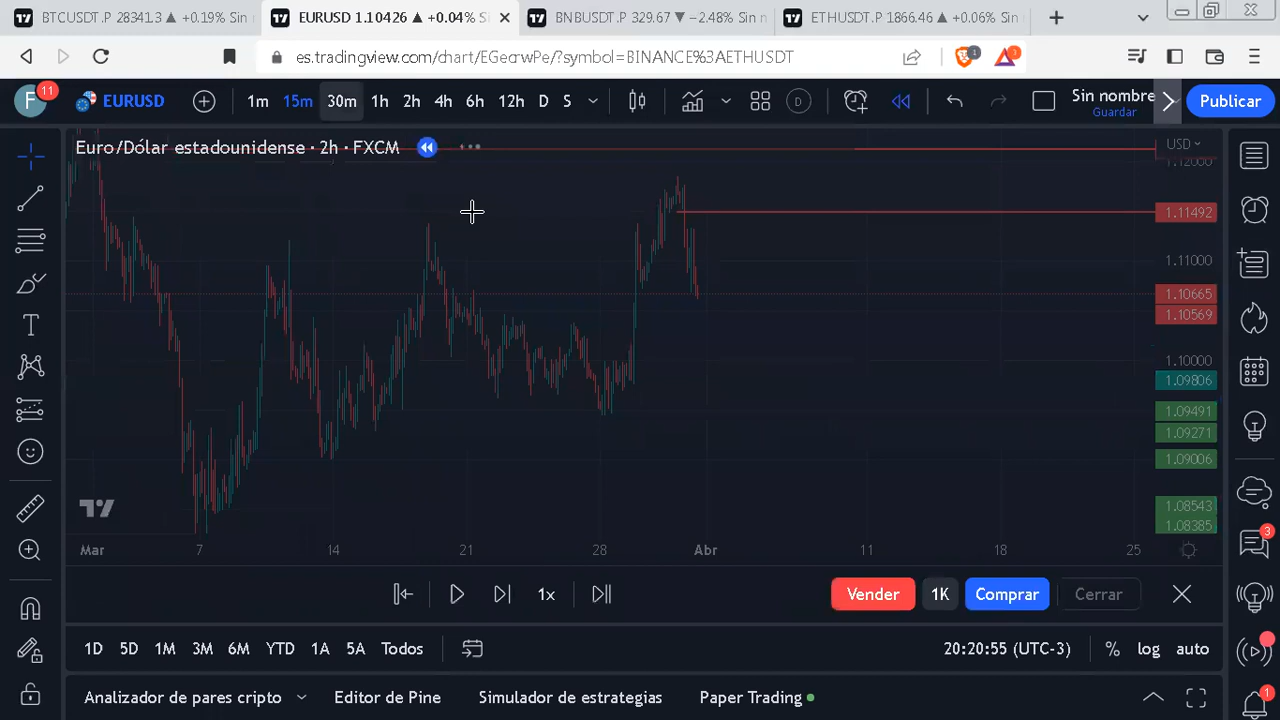 BTCUSDT.P 28341.3 ▲ +0.19% Sin n
EURUSD 1.10426 ▲ +0.04% S
BNBUSDT.P 329.67 ▼ −2.48% Sin n
ETHUSDT.P 1866.46 ▲ +0.06% Sin
es.tradingview.com/chart/EGecrwPe/?symbol=BINANCE%3AETHUSDT
1
F
11
EURUSD
1m 15m 30m 1h 2h 4h 6h 12h D S
D
Sin nombre
Guardar
Publicar
Euro/Dólar estadounidense · 2h · FXCM
USD
1.12000
1.11492
1.11000
1.10665
1.10569
1.10000
1.09806
1.09491
1.09271
1.09006
1.08543
1.08385
Mar 7 14 21 28 Abr 11 18 25
3
1x
Vender 1K Comprar Cerrar
1D 5D 1M 3M 6M YTD 1A 5A Todos
20:20:55 (UTC-3) % log auto
Analizador de pares cripto Editor de Pine Simulador de estrategias Paper Trading
1